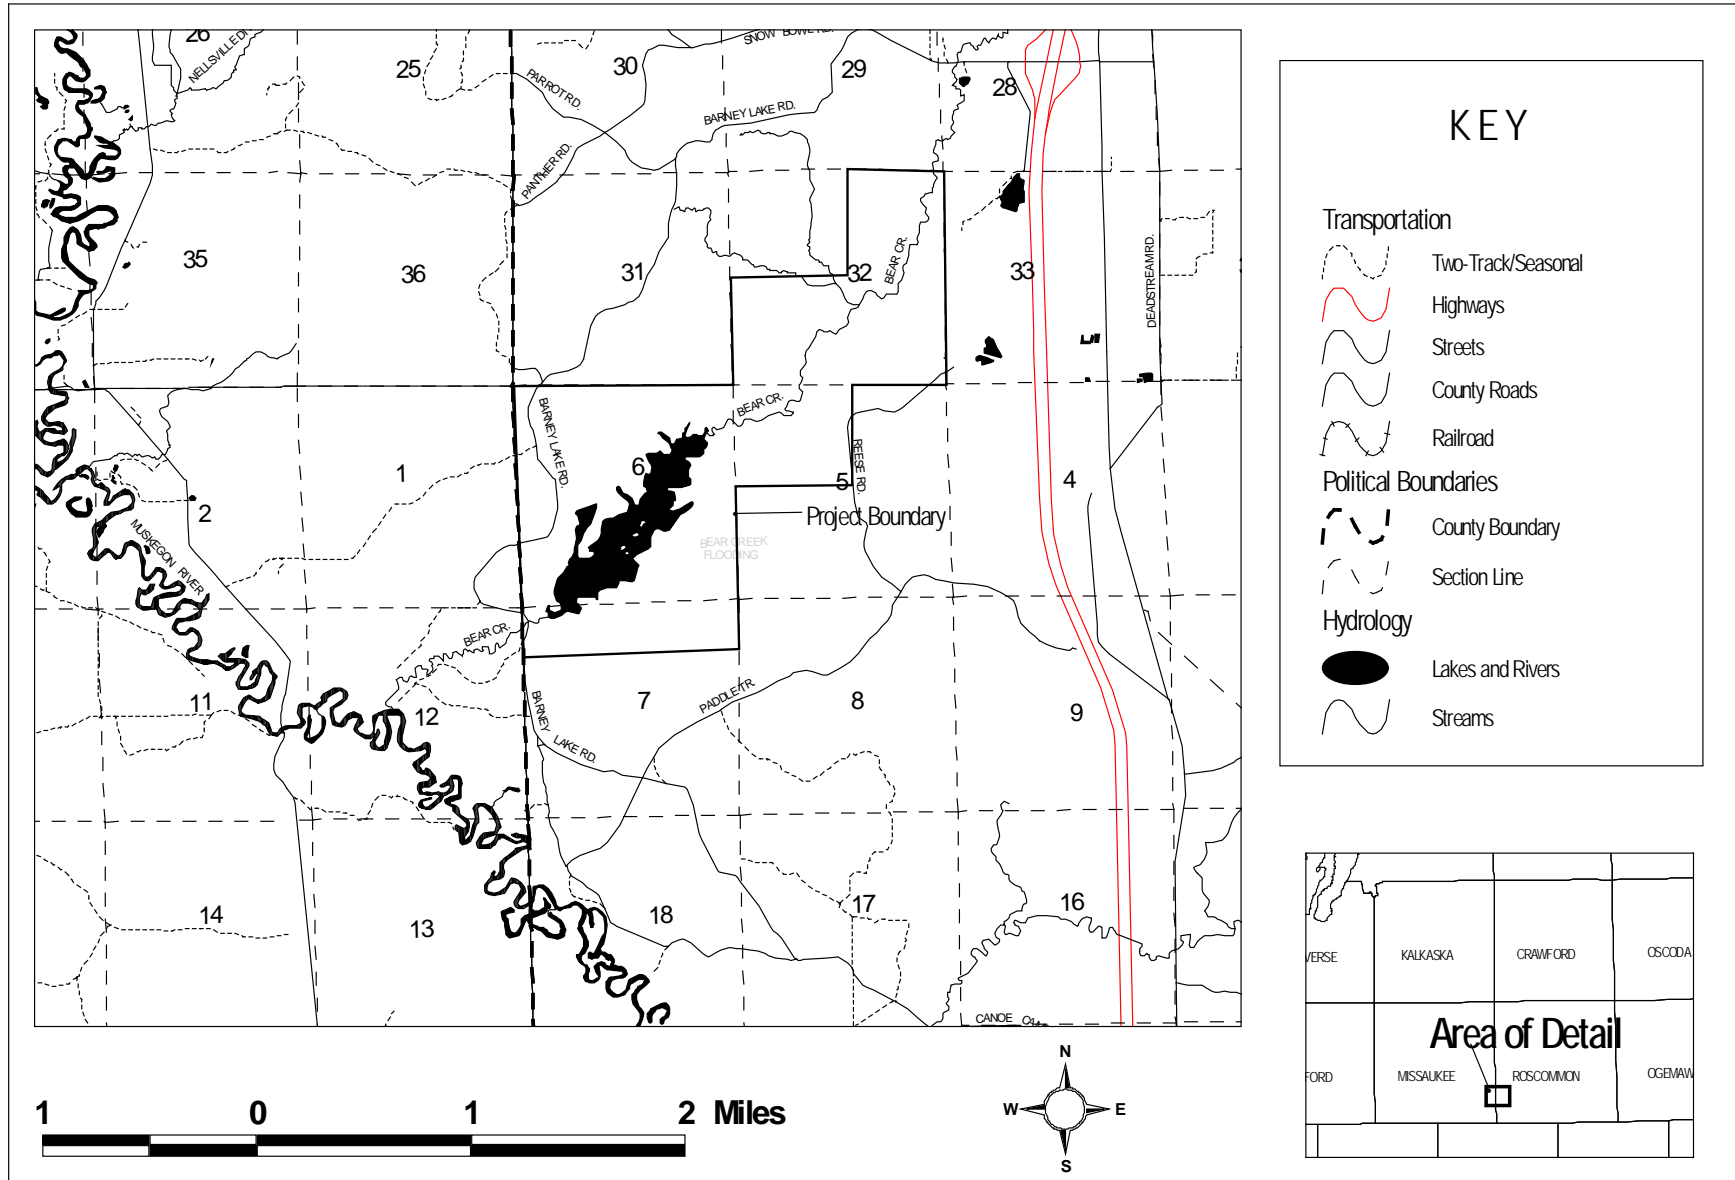 26
NELLSVILLE
25
30
SNOW BOWL RD.
29
28
PARROT RD.
BARNEY LAKE RD.
PANTHER RD.
35
36
31
32
BEAR CR.
33
DEADSTREAM RD.
BARNEY LAKE RD.
BEAR CR.
1
6
5
REESE RD.
4
2
MUSKEGON RIVER
Project Boundary
BEAR CREEK
FLOODING
BEAR CR.
11
12
BARNEY LAKE RD.
7
PADDLE TR.
8
9
14
13
18
17
16
CANOE
KEY
Transportation
Two-Track/Seasonal
Highways
Streets
County Roads
Railroad
Political Boundaries
County Boundary
Section Line
Hydrology
Lakes and Rivers
Streams
1 0 1 2 Miles
N
W E
S
VERSE KALKASKA CRAWFORD OSCODA
Area of Detail
FORD MISSAUKEE ROSCOMMON OGEMAW